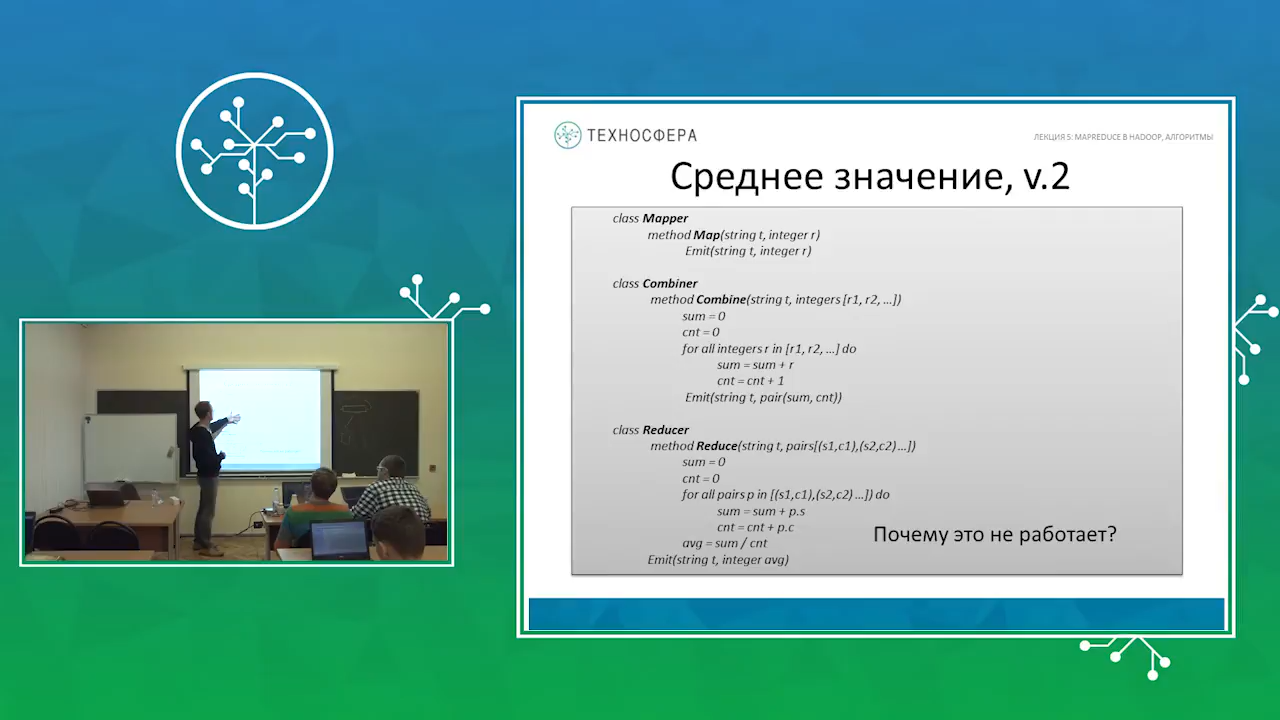 ТЕХНОСФЕРА
ЛЕКЦИЯ 5: MAPREDUCE В HADOOP, АЛГОРИТМЫ
Среднее значение, v.2
class Mapper
method Map(string t, integer r)
Emit(string t, integer r)
class Combiner
method Combine(string t, integers [r1, r2, ...])
sum = 0
cnt = 0
for all integers r in [r1, r2, ...] do
sum = sum + r
cnt = cnt + 1
Emit(string t, pair(sum, cnt))
class Reducer
method Reduce(string t, pairs[(s1,c1),(s2,c2) ...])
sum = 0
cnt = 0
for all pairs p in [(s1,c1),(s2,c2) ...]) do
sum = sum + p.s
cnt = cnt + p.c
avg = sum / cnt
Emit(string t, integer avg)
Почему это не работает?